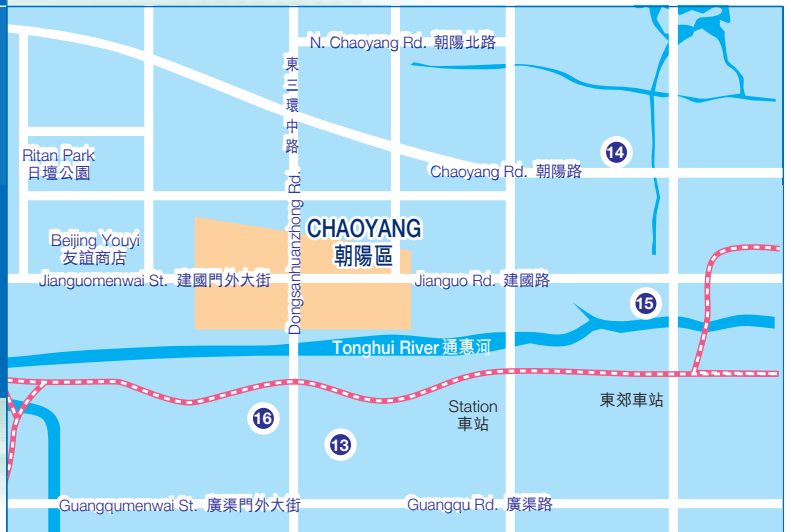 N. Chaoyang Rd. 朝陽北路
東三環中路
Dongsanhuanzhong Rd.
Ritan Park
日壇公園
14
Chaoyang Rd. 朝陽路
CHAOYANG
朝陽區
Beijing Youyi
友誼商店
Jianguomenwai St. 建國門外大街
Jianguo Rd. 建國路
15
Tonghui River 通惠河
Station
車站
東郊車站
16
13
Guangqumenwai St. 廣渠門外大街
Guangqu Rd. 廣渠路